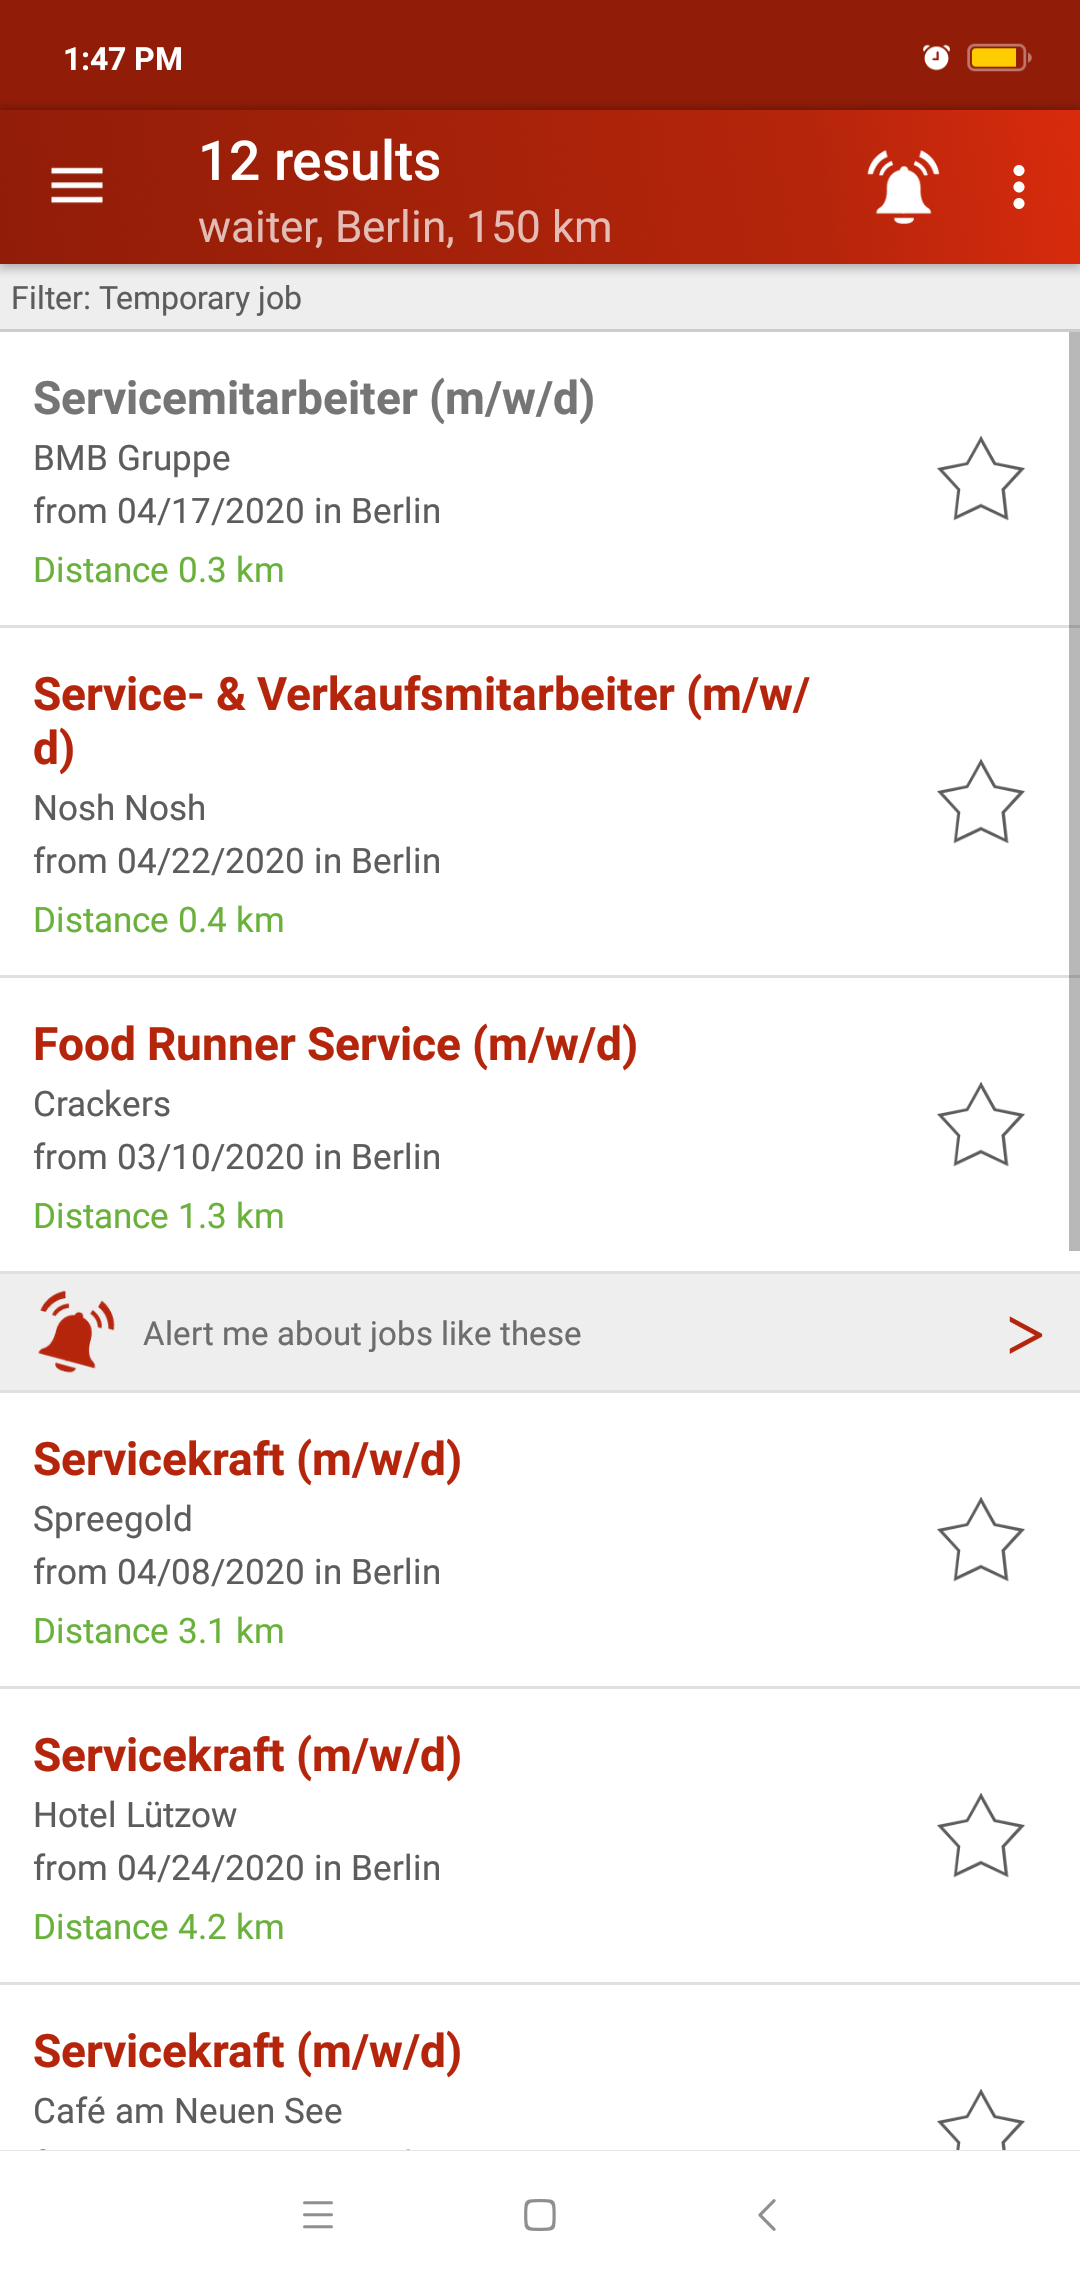 1:47 PM
12 results
waiter, Berlin, 150 km
Filter: Temporary job
Servicemitarbeiter (m/w/d)
BMB Gruppe
from 04/17/2020 in Berlin
Distance 0.3 km
Service- & Verkaufsmitarbeiter (m/w/
d)
Nosh Nosh
from 04/22/2020 in Berlin
Distance 0.4 km
Food Runner Service (m/w/d)
Crackers
from 03/10/2020 in Berlin
Distance 1.3 km
Alert me about jobs like these
Servicekraft (m/w/d)
Spreegold
from 04/08/2020 in Berlin
Distance 3.1 km
Servicekraft (m/w/d)
Hotel Lützow
from 04/24/2020 in Berlin
Distance 4.2 km
Servicekraft (m/w/d)
Café am Neuen See